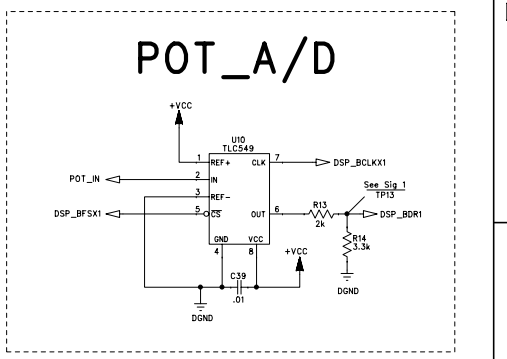 POT_A/D
+VCC
U10
TLC549
1 REF+ CLK 7 DSP_BCLKX1
POT_IN 2 IN
3 REF-
See Sig 1
TP13
DSP_BFSX1 5 CS OUT 6 R13 2k DSP_BDR1
R14
3.3k
GND VCC
4 8
+VCC
C39
.01
DGND
DGND